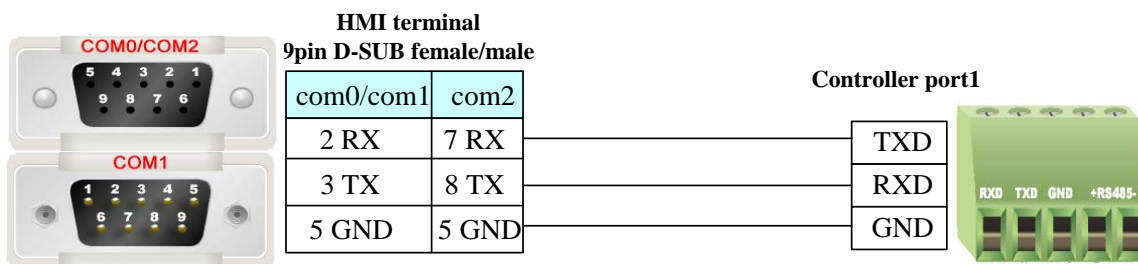 HMI terminal
9pin D-SUB female/male
COM0/COM2
5 4 3 2 1
9 8 7 6
COM1
1 2 3 4 5
6 7 8 9
com0/com1 com2
2 RX 7 RX
3 TX 8 TX
5 GND 5 GND
Controller port1
TXD
RXD
GND
RXD TXD GND +RS485-